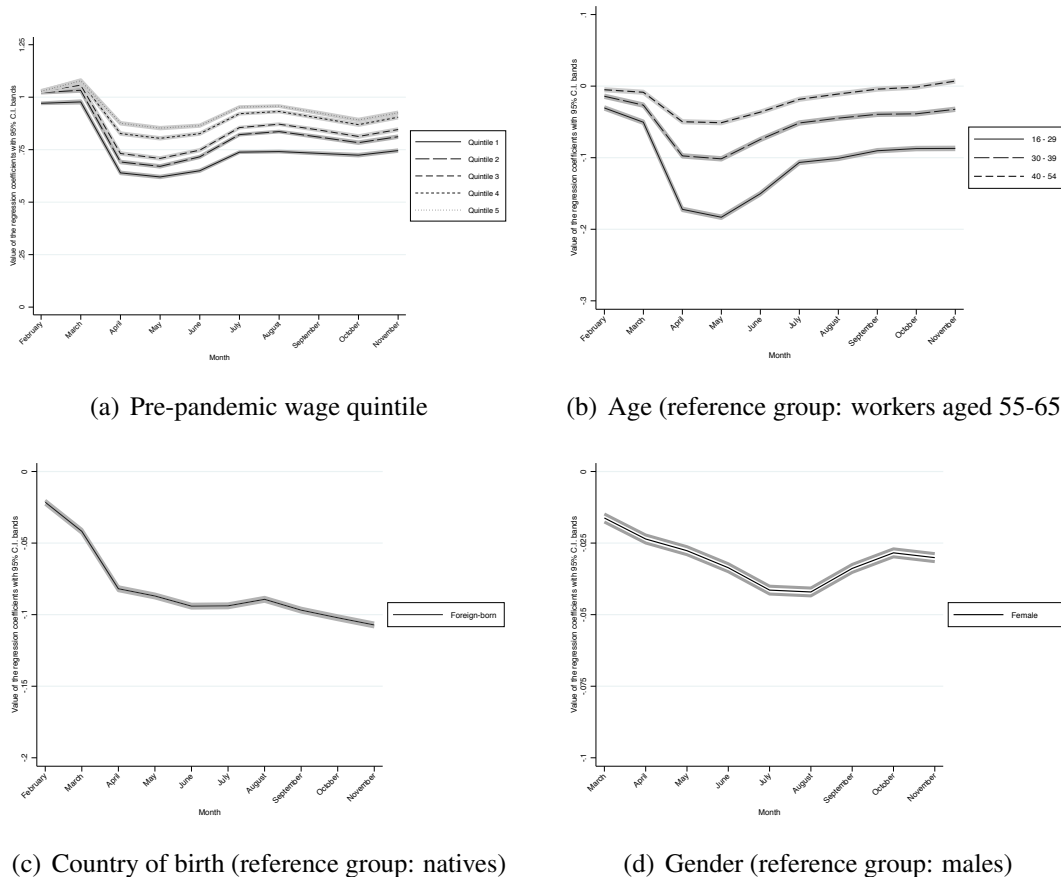 Value of the regression coefficients with 95% C.I. bands
1.25
1
.75
.5
.25
0
February
March
April
May
June
July
August
September
October
November
Month
Quintile 1
Quintile 2
Quintile 3
Quintile 4
Quintile 5
(a) Pre-pandemic wage quintile
Value of the regression coefficients with 95% C.I. bands
.1
0
-.1
-.2
-.3
February
March
April
May
June
July
August
September
October
November
Month
16 - 29
30 - 39
40 - 54
(b) Age (reference group: workers aged 55-65
Value of the regression coefficients with 95% C.I. bands
0
-.05
-.1
-.15
-.2
February
March
April
May
June
July
August
September
October
November
Month
Foreign-born
(c) Country of birth (reference group: natives)
Value of the regression coefficients with 95% C.I. bands
0
-.025
-.05
-.075
-.1
March
April
May
June
July
August
September
October
November
Month
Female
(d) Gender (reference group: males)